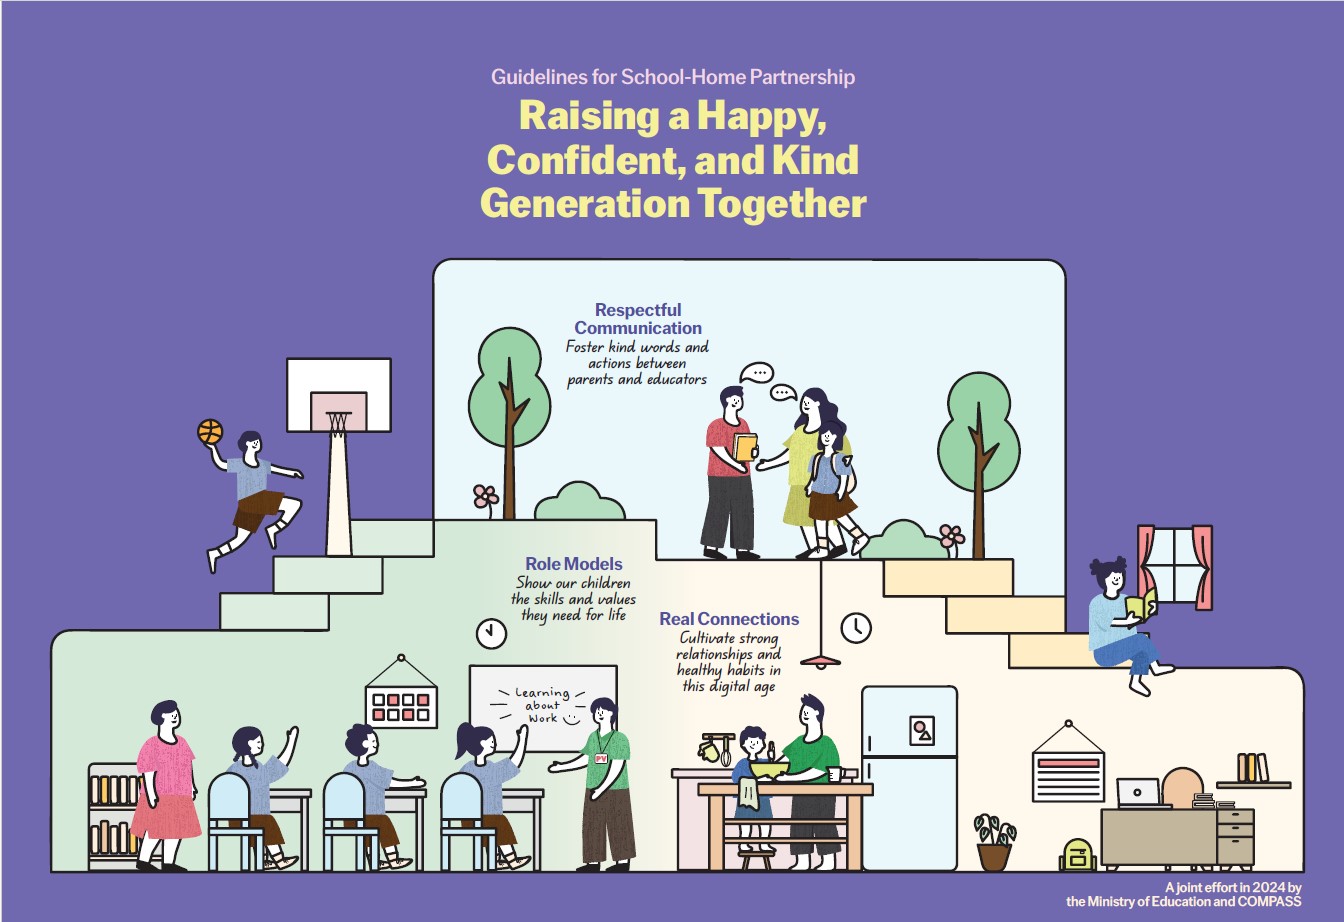 Guidelines for School-Home Partnership
Raising a Happy,
Confident, and Kind
Generation Together
Respectful
Communication
Foster kind words and
actions between
parents and educators
Role Models
Show our children
the skills and values
they need for life
Real Connections
Cultivate strong
relationships and
healthy habits in
this digital age
Learning
about
Work
PV
A joint effort in 2024 by
the Ministry of Education and COMPASS